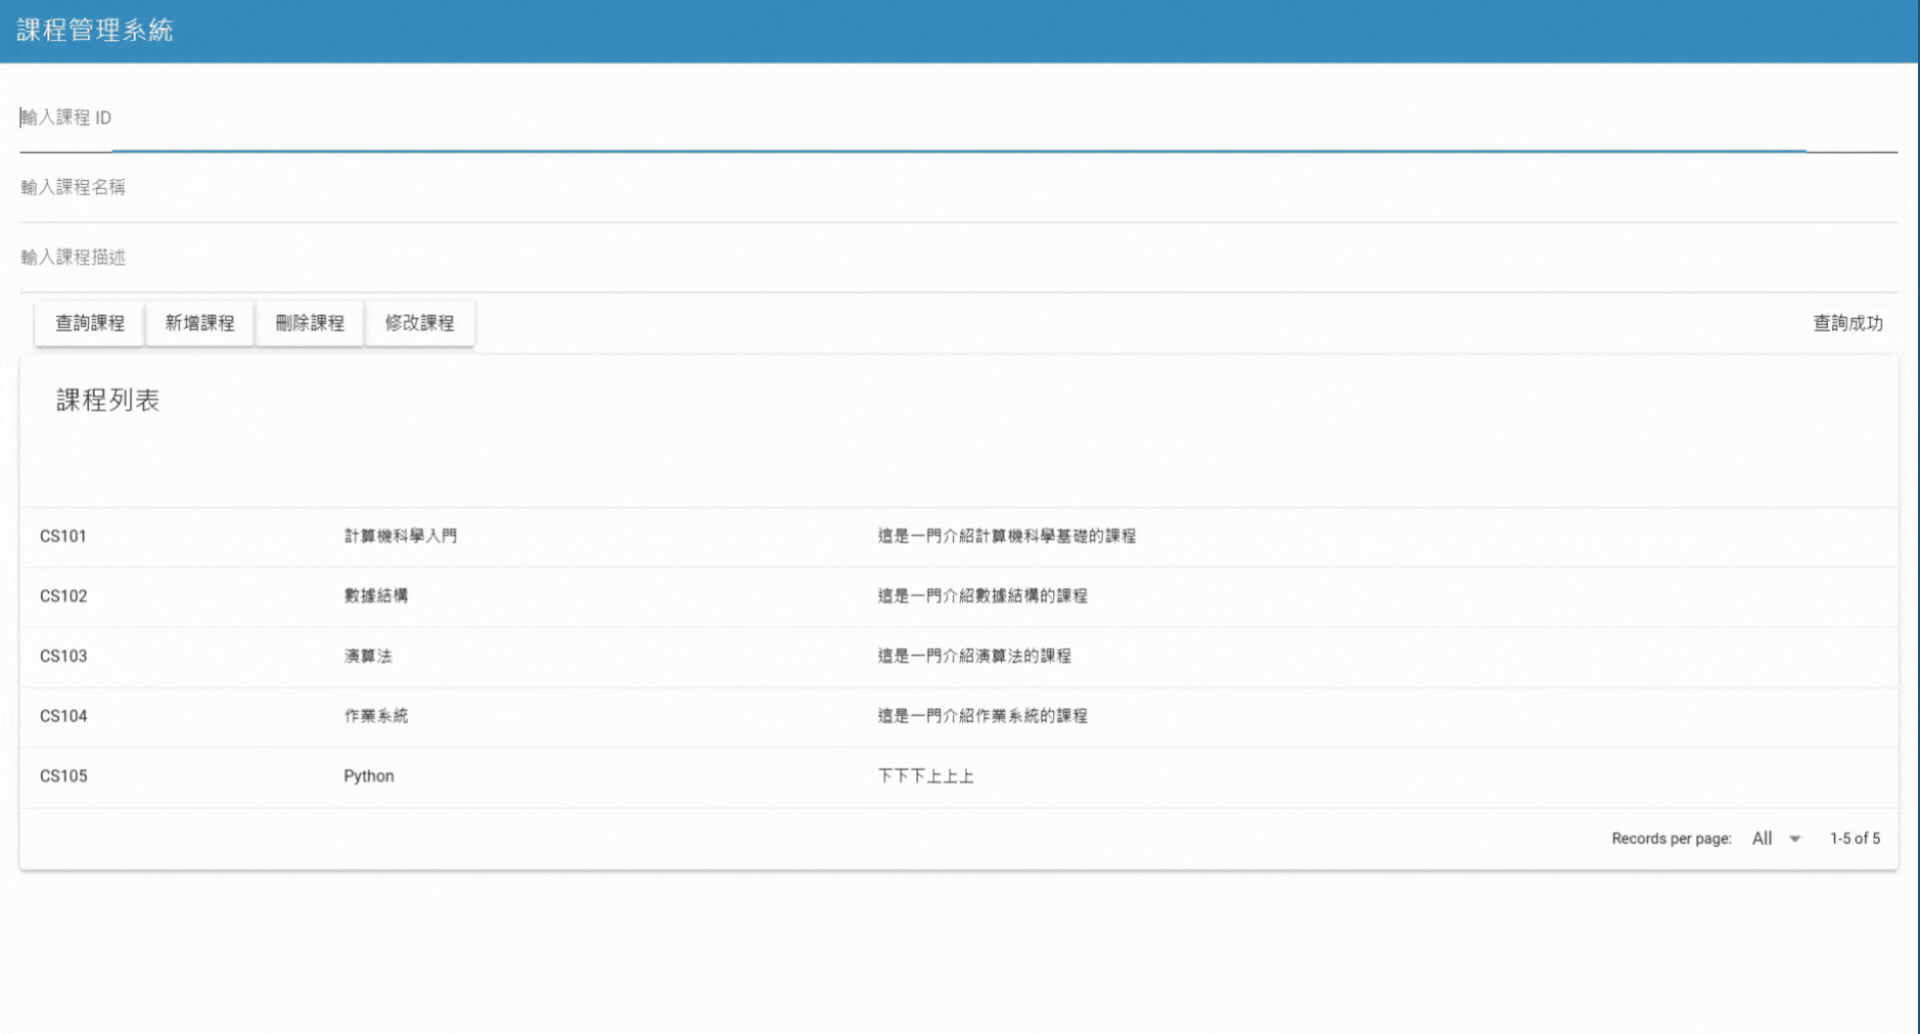 課程管理系統
輸入課程 ID
輸入課程名稱
輸入課程描述
查詢課程 新增課程 刪除課程 修改課程 查詢成功
課程列表
CS101 計算機科學入門 這是一門介紹計算機科學基礎的課程
CS102 數據結構 這是一門介紹數據結構的課程
CS103 演算法 這是一門介紹演算法的課程
CS104 作業系統 這是一門介紹作業系統的課程
CS105 Python 下下下上上上
Records per page: All 1-5 of 5